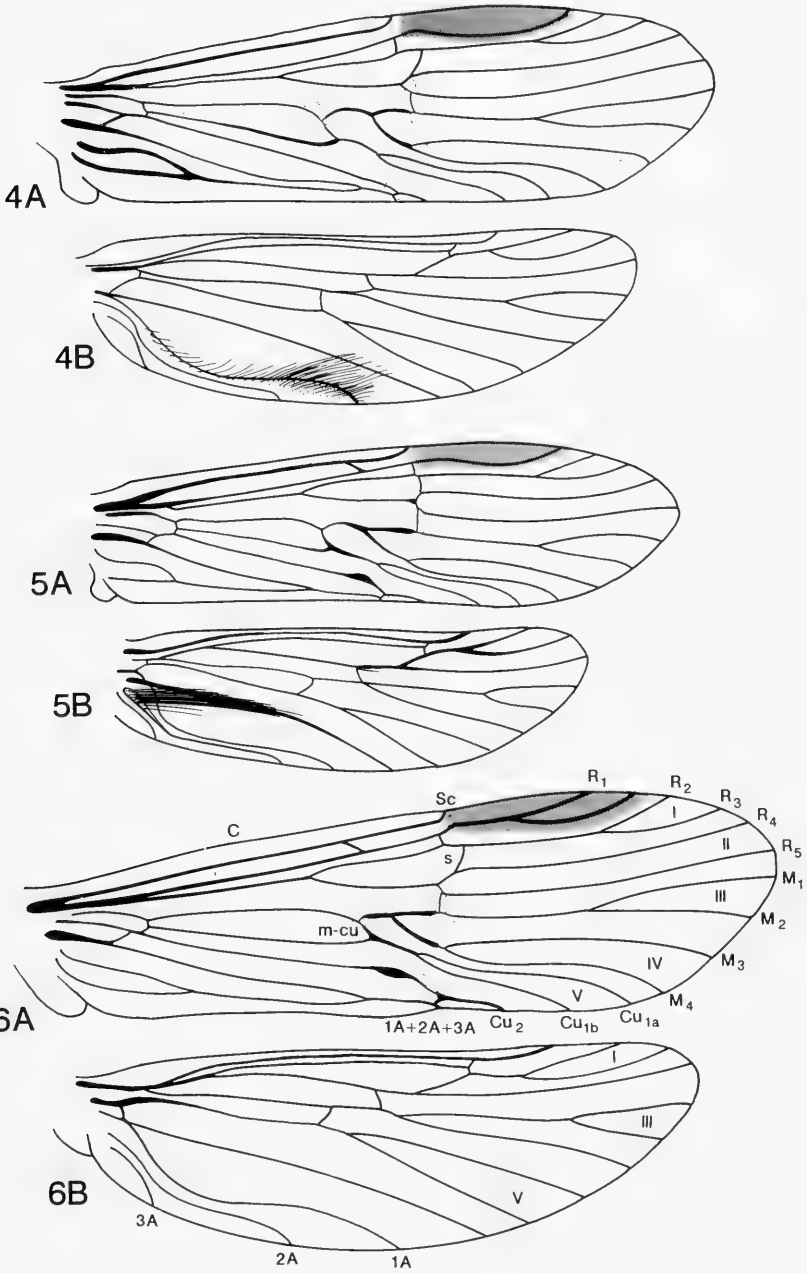 4A
4B
5A
5B
R1 R2 R3 R4 R5
Sc
C
I
II
s
M1
III
M2
m-cu
M3
IV
V
M4
6A
1A+2A+3A Cu2 Cu1b Cu1a
I
III
V
6B
3A
2A 1A